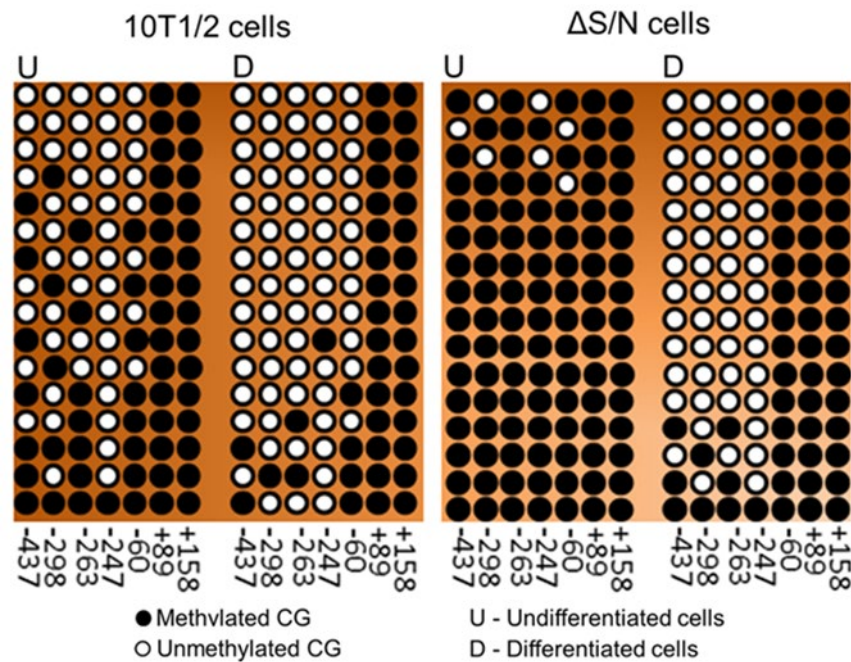 10T1/2 cells ΔS/N cells
U D U D
-437 -298 -263 -247 -60 +89 +158 -437 -298 -263 -247 -60 +89 +158 -437 -298 -263 -247 -60 +89 +158 -437 -298 -263 -247 -60 +89 +158
Methvlated CG U - Undifferentiated cells
Unmethylated CG D - Differentiated cells